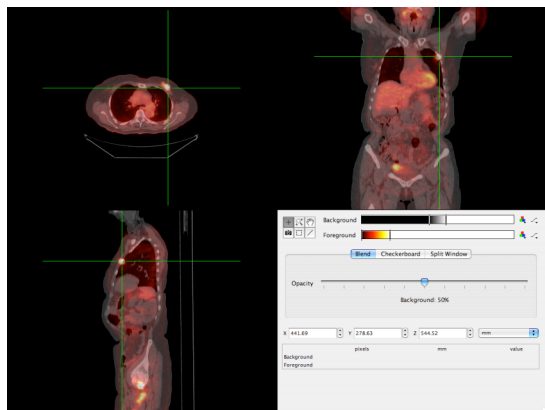 Background
Foreground
Blend Checkerboard Split Window
Opacity
Background: 50%
X 441.69 Y 278.63 Z 544.52 mm
pixels mm value
Background
Foreground